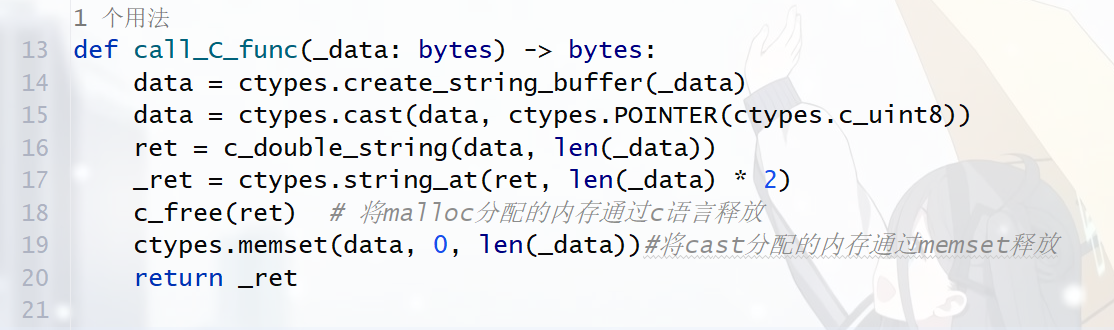 1 个用法
13 def call_C_func(_data: bytes) -> bytes:
14     data = ctypes.create_string_buffer(_data)
15     data = ctypes.cast(data, ctypes.POINTER(ctypes.c_uint8))
16     ret = c_double_string(data, len(_data))
17     _ret = ctypes.string_at(ret, len(_data) * 2)
18     c_free(ret)  # 将malloc分配的内存通过c语言释放
19     ctypes.memset(data, 0, len(_data))#将cast分配的内存通过memset释放
20     return _ret
21